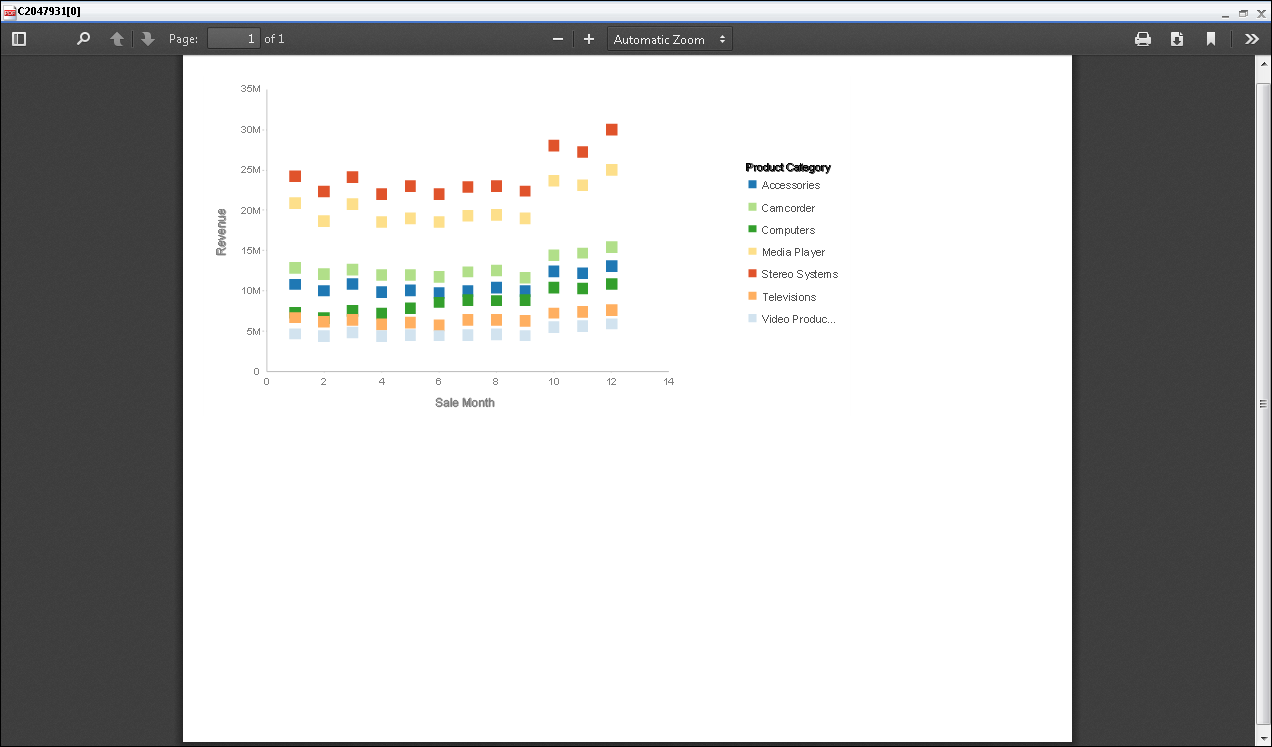 C2047931[0]
Page: 1 of 1
Automatic Zoom
35M
30M
25M
20M
15M
10M
5M
0
Revenue
0 2 4 6 8 10 12 14
Sale Month
Product Category
Accessories
Camcorder
Computers
Media Player
Stereo Systems
Televisions
Video Produc...